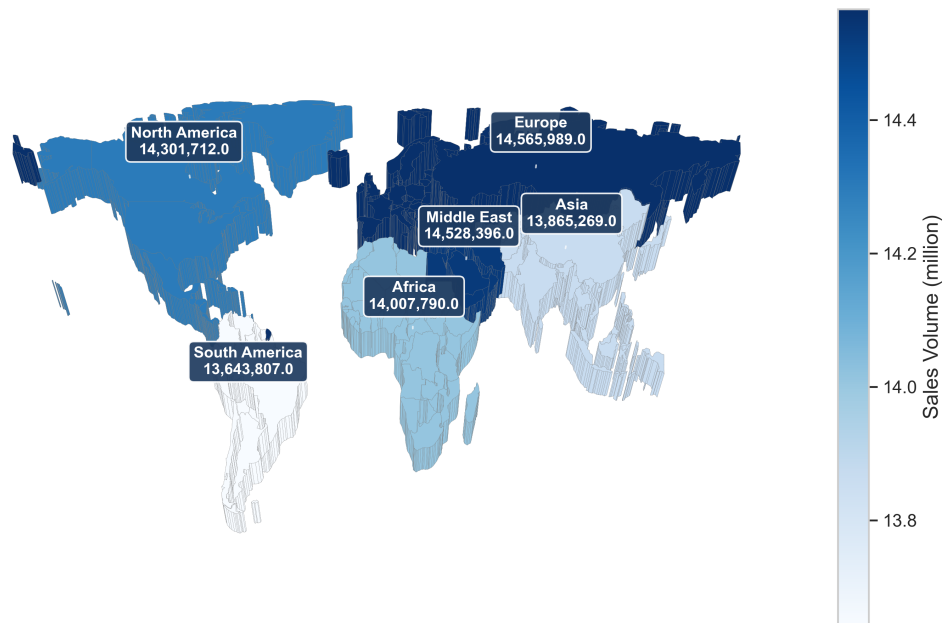 North America
14,301,712.0
Europe
14,565,989.0
Asia
13,865,269.0
Middle East
14,528,396.0
Africa
14,007,790.0
South America
13,643,807.0
14.4
14.2
14.0
13.8
Sales Volume (million)